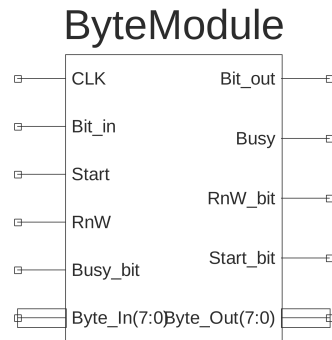 ByteModule
CLK
Bit_in
Start
RnW
Busy_bit
Byte_In(7:0)
Bit_out
Busy
RnW_bit
Start_bit
Byte_Out(7:0)